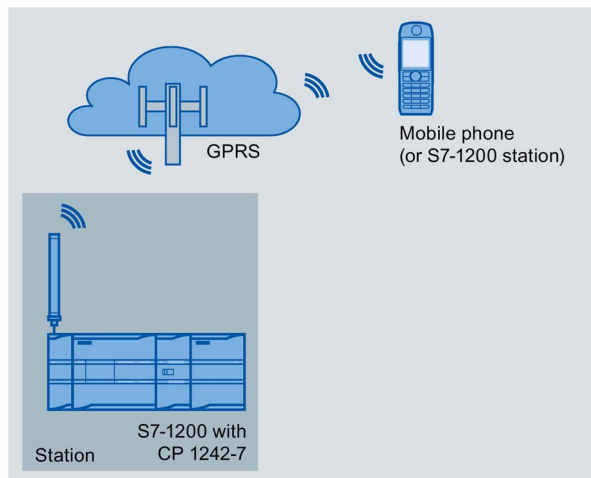 GPRS
Mobile phone
(or S7-1200 station)
S7-1200 with
CP 1242-7
Station